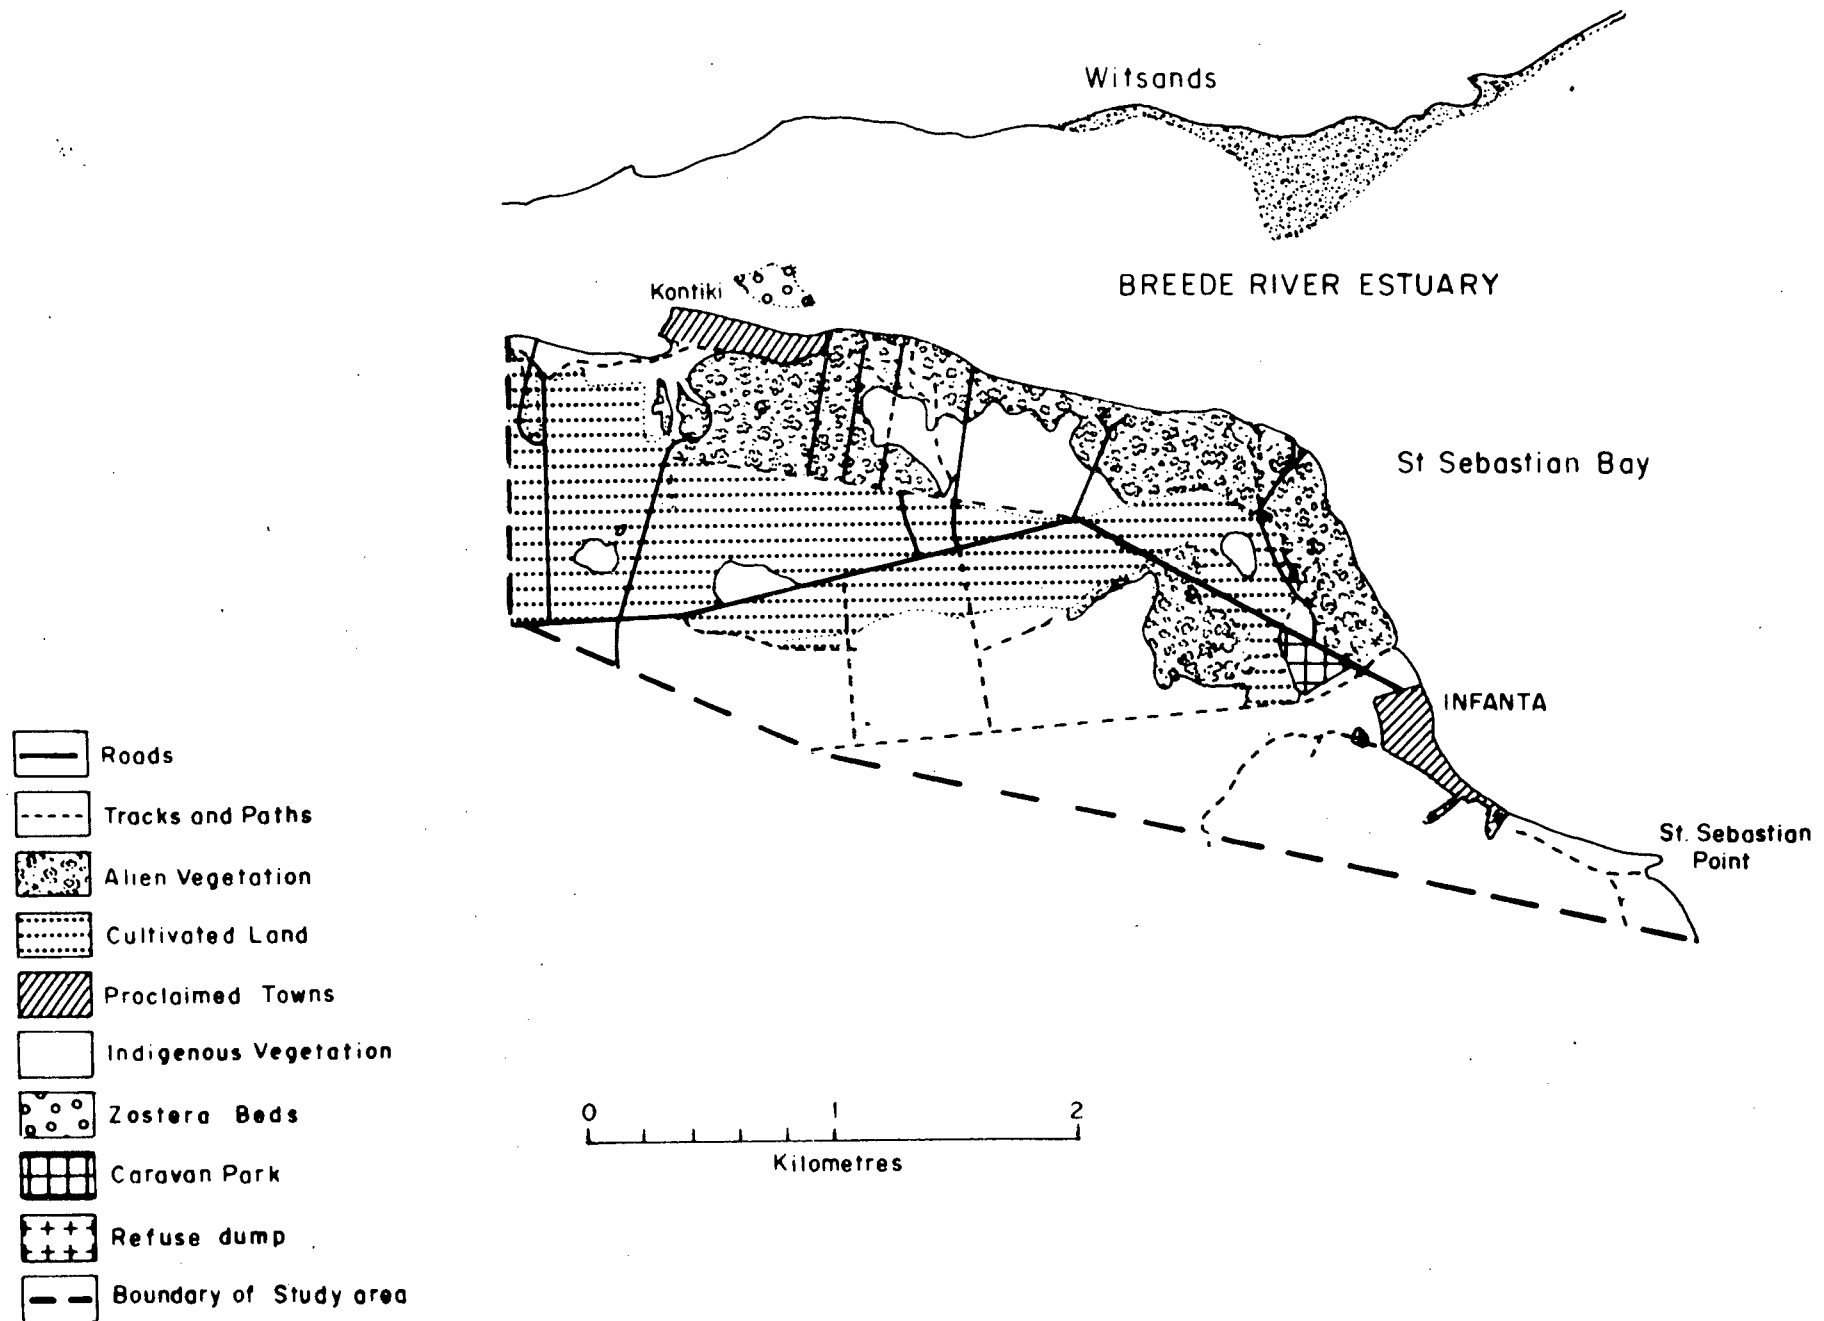 Witsands
BREEDE RIVER ESTUARY
Kontiki
St Sebastian Bay
INFANTA
St. Sebastian
Point
Roads
Tracks and Paths
Alien Vegetation
Cultivated Land
Proclaimed Towns
Indigenous Vegetation
Zostera Beds
Caravan Park
Refuse dump
Boundary of Study area
0 1 2
Kilometres